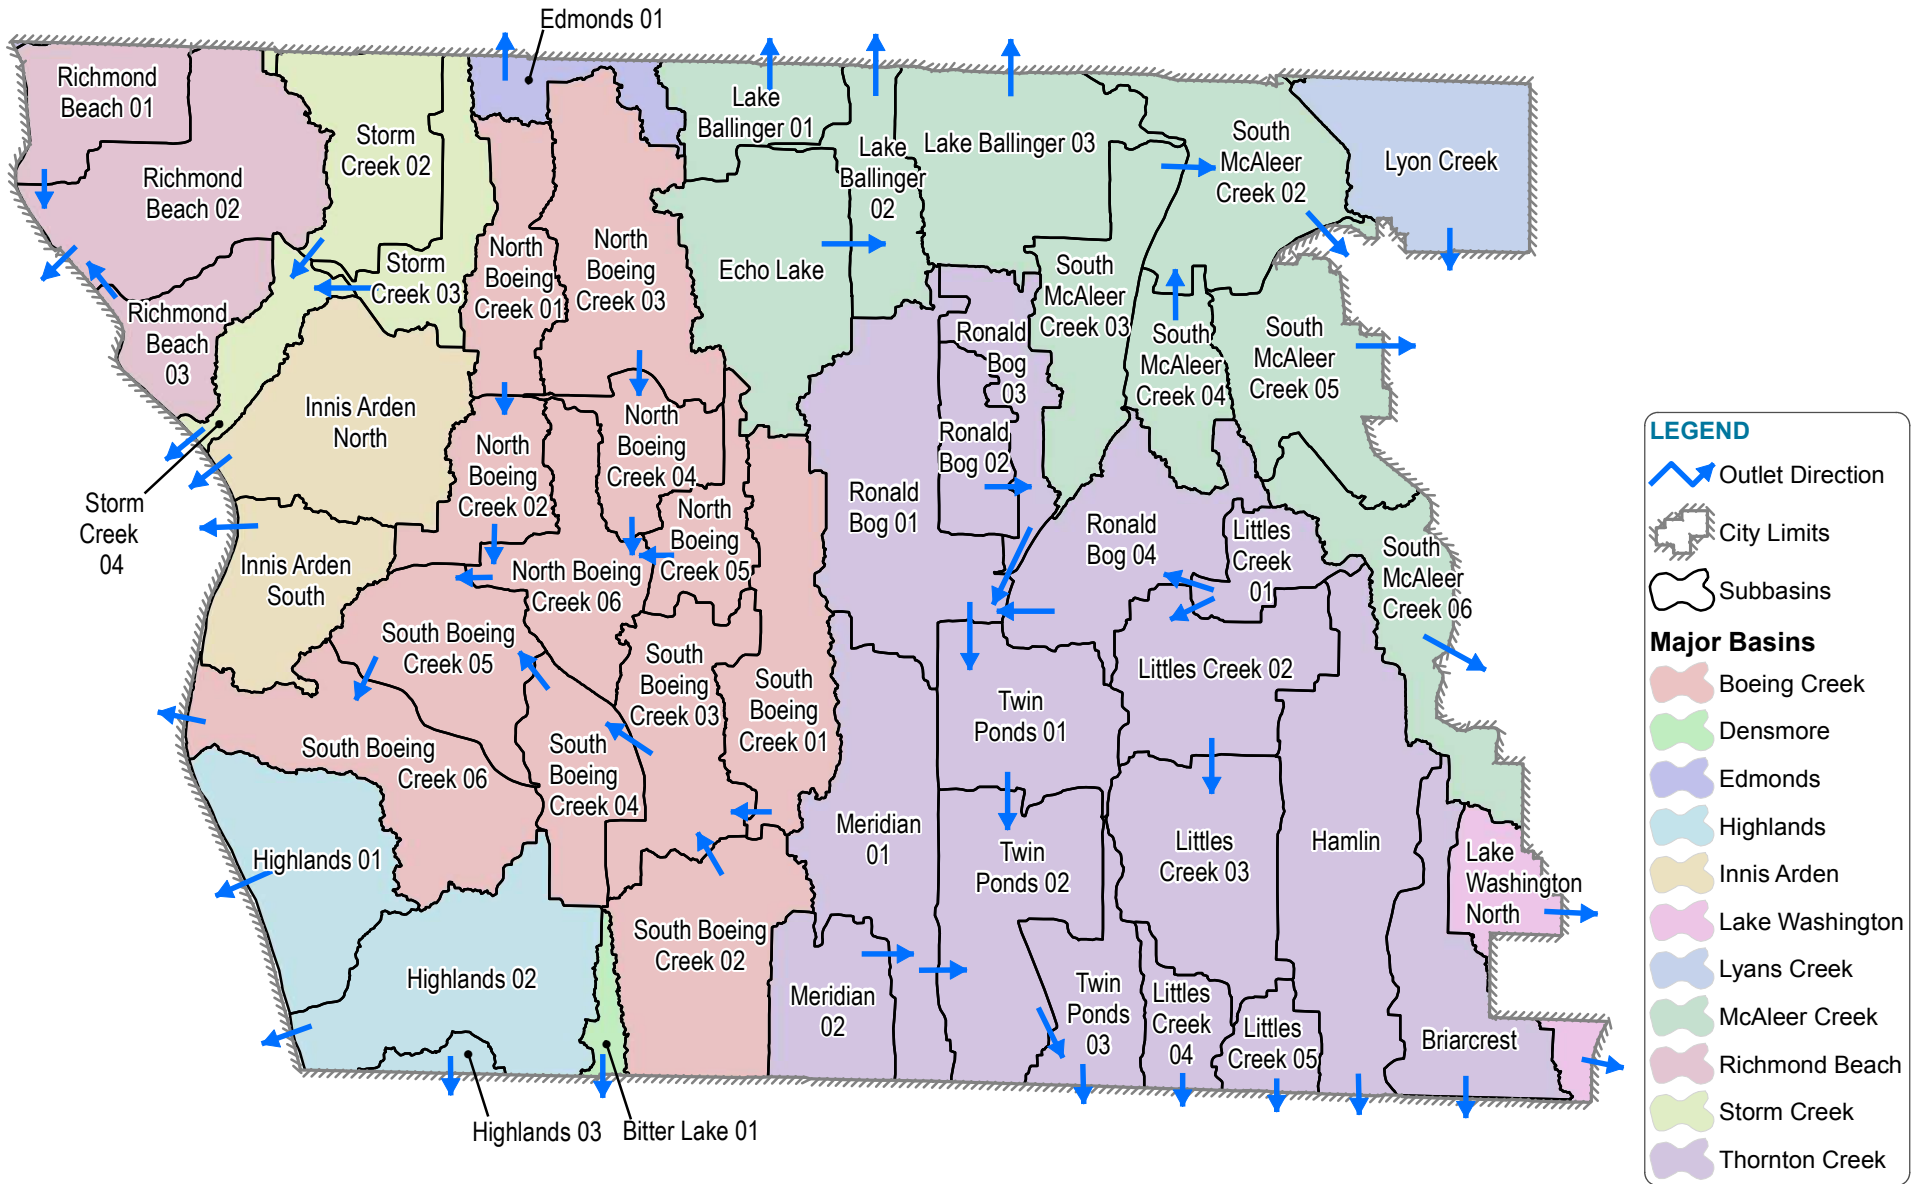 Edmonds 01
Richmond
Beach 01
Richmond
Beach 02
Richmond
Beach
03
Storm
Creek 02
Storm
Creek 03
Storm
Creek
04
Lake
Ballinger 01
Lake
Ballinger
02
Lake Ballinger 03
South
McAleer
Creek 02
Lyon Creek
Echo Lake
North
Boeing
Creek 01
North
Boeing
Creek 03
South
McAleer
Creek 03
South
McAleer
Creek 04
South
McAleer
Creek 05
South
McAleer
Creek 06
Innis Arden
North
Innis Arden
South
North
Boeing
Creek 02
North
Boeing
Creek 04
North
Boeing
Creek 05
North Boeing
Creek 06
Ronald
Bog 01
Ronald
Bog 02
Ronald
Bog
03
Ronald
Bog 04
Littles
Creek
01
Littles Creek 02
Littles
Creek 03
Littles
Creek
04
Littles
Creek 05
South Boeing
Creek 05
South
Boeing
Creek 03
South
Boeing
Creek 01
South Boeing
Creek 06
South
Boeing
Creek 04
South Boeing
Creek 02
Twin
Ponds 01
Twin
Ponds 02
Twin
Ponds
03
Meridian
01
Meridian
02
Hamlin
Briarcrest
Lake
Washington
North
Highlands 01
Highlands 02
Highlands 03
Bitter Lake 01
LEGEND
Outlet Direction
City Limits
Subbasins
Major Basins
Boeing Creek
Densmore
Edmonds
Highlands
Innis Arden
Lake Washington
Lyans Creek
McAleer Creek
Richmond Beach
Storm Creek
Thornton Creek